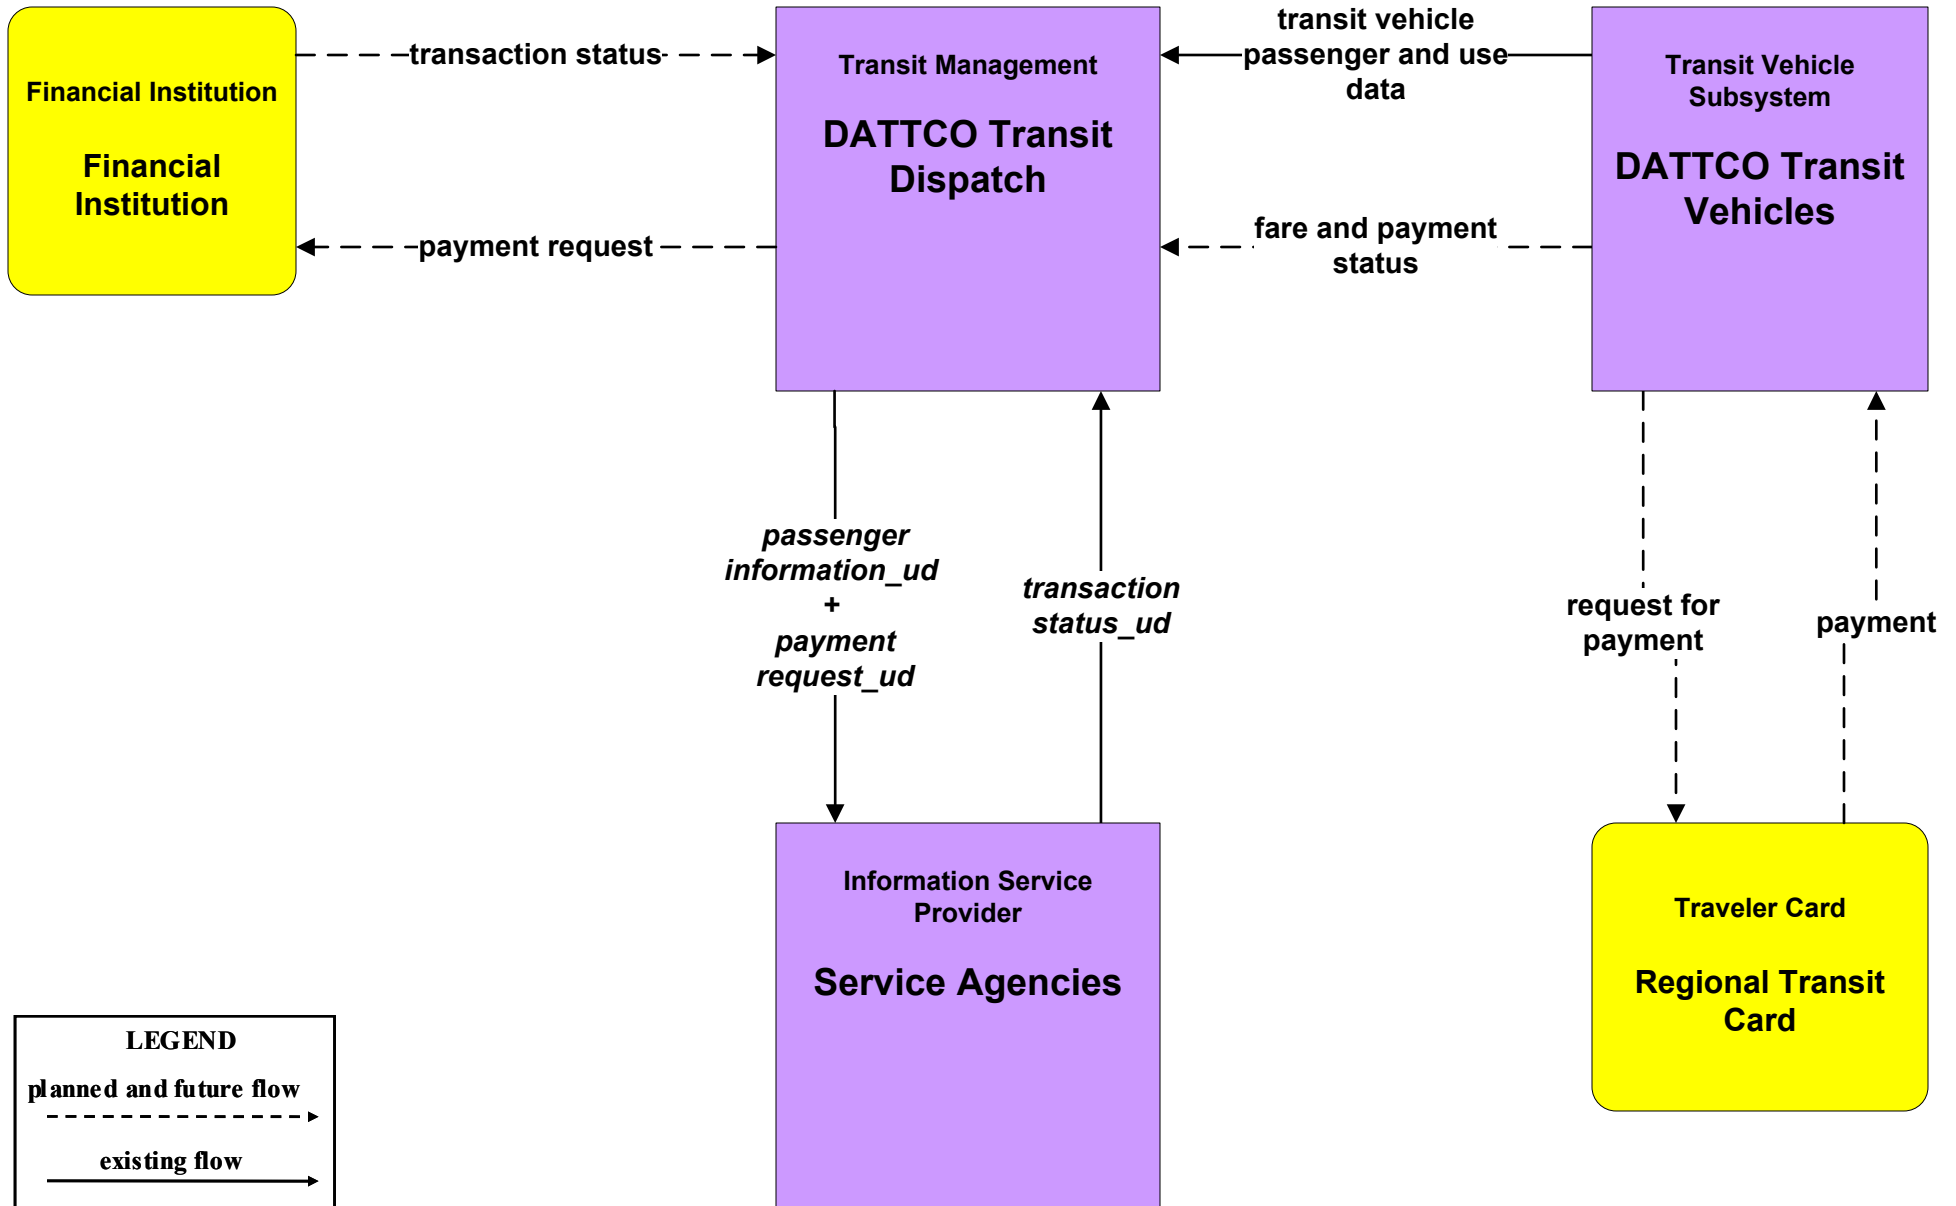 Financial Institution
Financial
Institution
transaction status
payment request
Transit Management
DATTCO Transit
Dispatch
transit vehicle
passenger and use
data
fare and payment
status
Transit Vehicle
Subsystem
DATTCO Transit
Vehicles
passenger
information_ud
+
payment
request_ud
transaction
status_ud
request for
payment
payment
Information Service
Provider
Service Agencies
Traveler Card
Regional Transit
Card
LEGEND
planned and future flow
existing flow